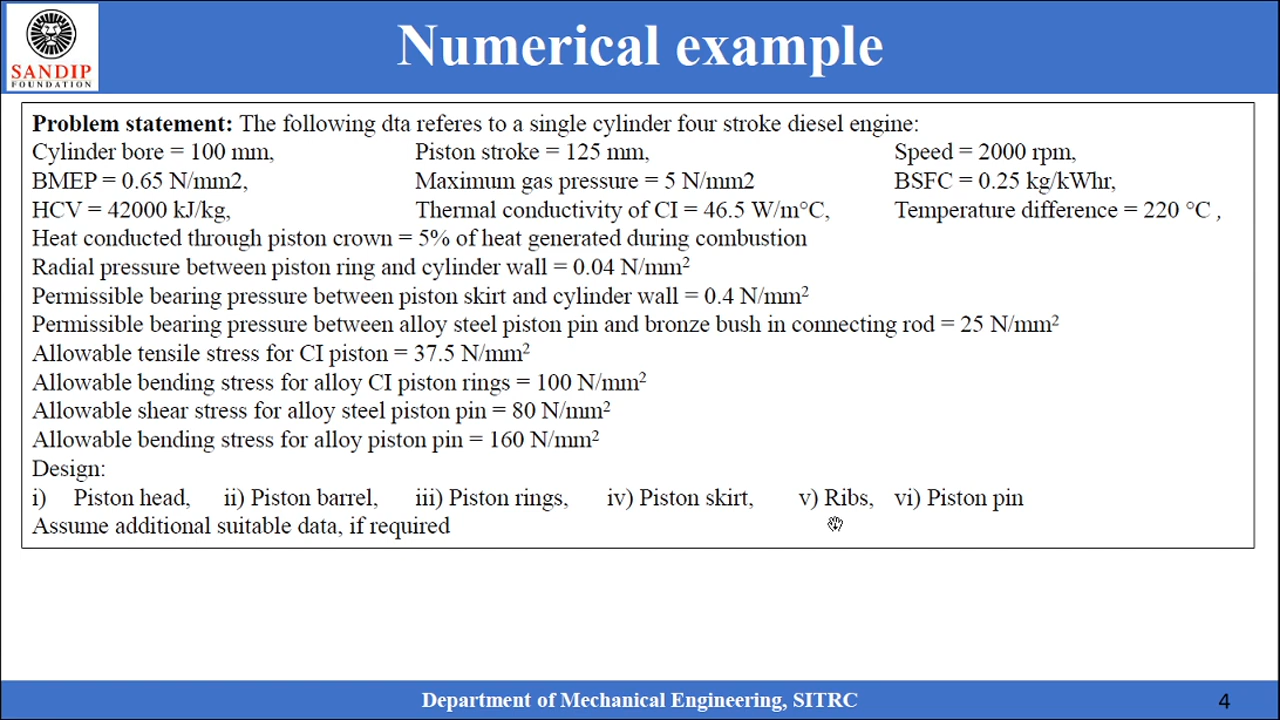 SANDIP
FOUNDATION
Numerical example
Problem statement: The following dta referes to a single cylinder four stroke diesel engine:
Cylinder bore = 100 mm, Piston stroke = 125 mm, Speed = 2000 rpm,
BMEP = 0.65 N/mm2, Maximum gas pressure = 5 N/mm2 BSFC = 0.25 kg/kWhr,
HCV = 42000 kJ/kg, Thermal conductivity of CI = 46.5 W/m°C, Temperature difference = 220 °C ,
Heat conducted through piston crown = 5% of heat generated during combustion
Radial pressure between piston ring and cylinder wall = 0.04 N/mm²
Permissible bearing pressure between piston skirt and cylinder wall = 0.4 N/mm²
Permissible bearing pressure between alloy steel piston pin and bronze bush in connecting rod = 25 N/mm²
Allowable tensile stress for CI piston = 37.5 N/mm²
Allowable bending stress for alloy CI piston rings = 100 N/mm²
Allowable shear stress for alloy steel piston pin = 80 N/mm²
Allowable bending stress for alloy piston pin = 160 N/mm²
Design:
i) Piston head, ii) Piston barrel, iii) Piston rings, iv) Piston skirt, v) Ribs, vi) Piston pin
Assume additional suitable data, if required
Department of Mechanical Engineering, SITRC
4